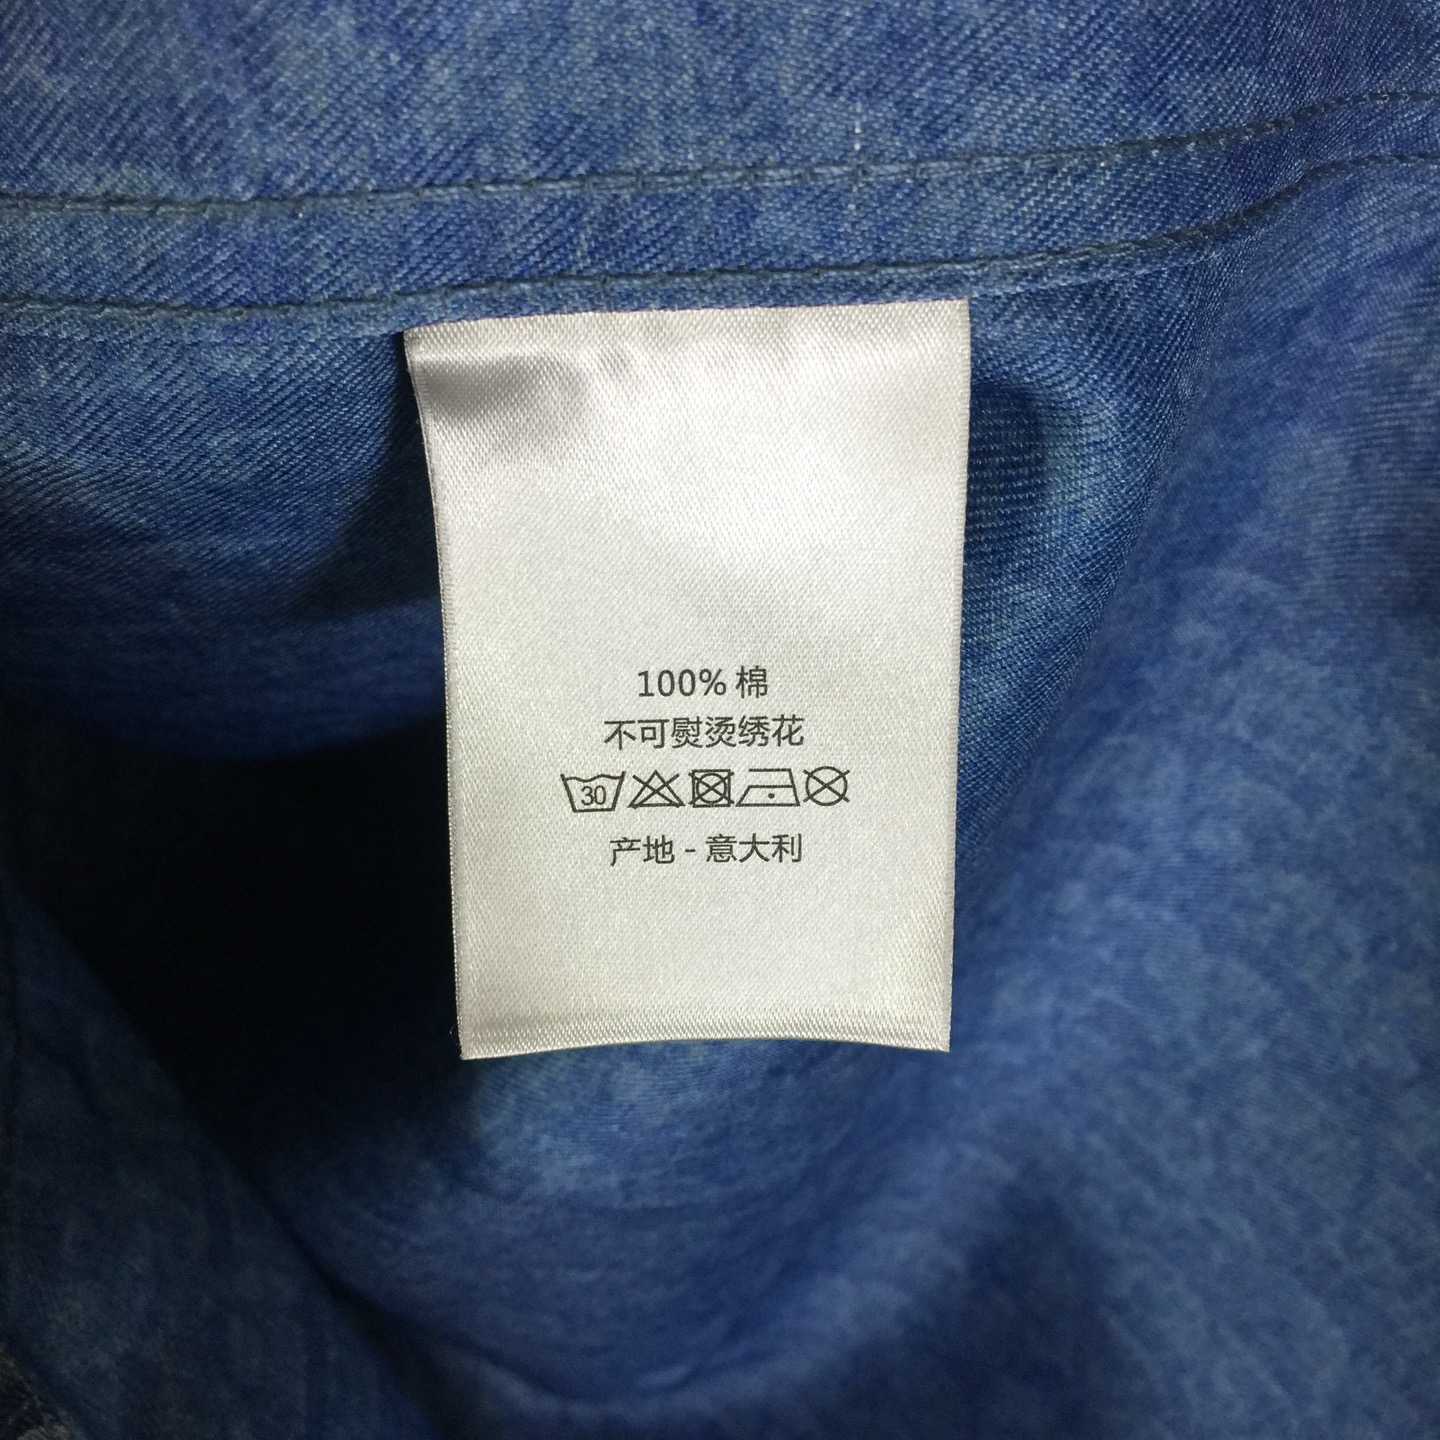 100% 棉
不可熨烫绣花
30
产地 - 意大利